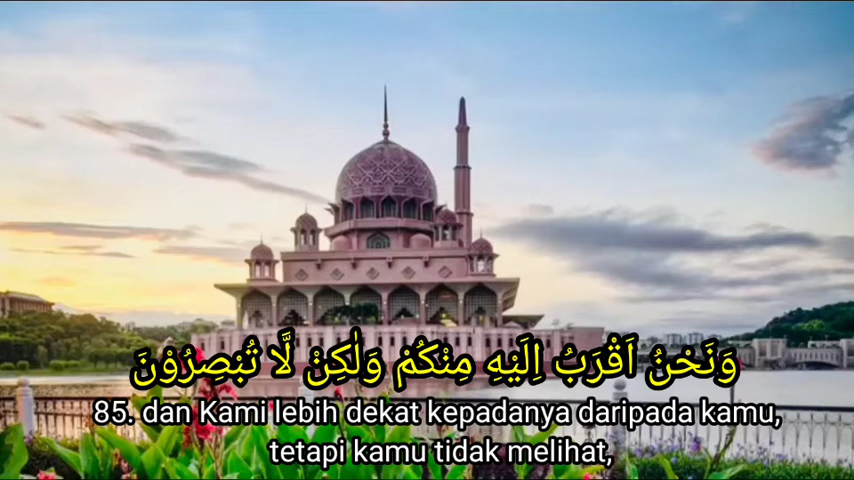 وَنَحْنُ اَقْرَبُ اِلَيْهِ مِنْكُمْ وَلٰكِنْ لَّا تُبْصِرُوْنَ
85. dan Kami lebih dekat kepadanya daripada kamu,
tetapi kamu tidak melihat,